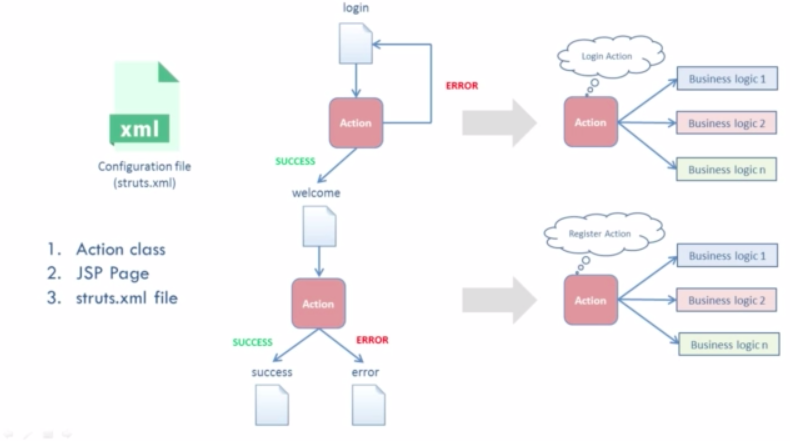 login
Login Action
ERROR
Business logic 1
xml
Action
Action
Business logic 2
Configuration file
(struts.xml)
SUCCESS
Business logic n
welcome
Register Action
1. Action class
2. JSP Page
3. struts.xml file
Business logic 1
Action
Action
Business logic 2
SUCCESS
ERROR
Business logic n
success
error